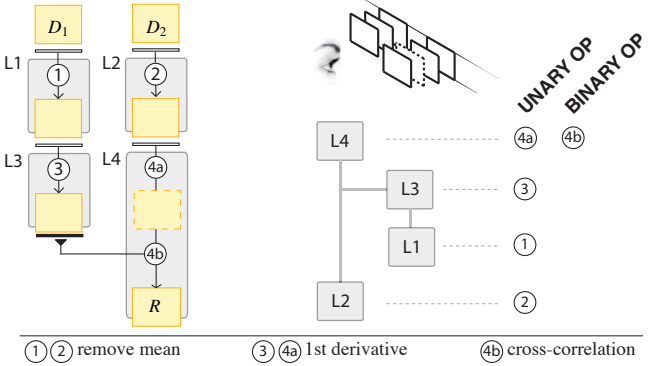 D1 D2
UNARY OP
BINARY OP
L1 1 L2 2
L4 4a 4b
L3 3 L4 4a
L3 3
L1 1
4b
R
L2 2
1 2 remove mean 3 4a 1st derivative 4b cross-correlation